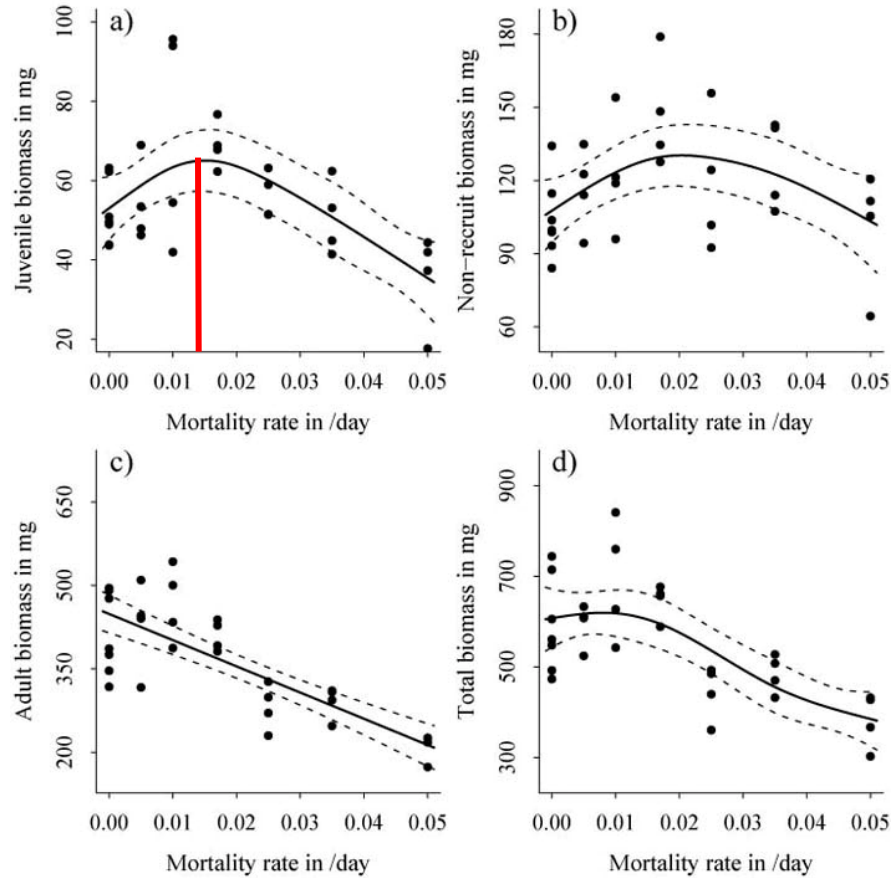 a)
Juvenile biomass in mg
100
80
60
40
20
0.00 0.01 0.02 0.03 0.04 0.05
Mortality rate in /day
b)
Non−recruit biomass in mg
180
150
120
90
60
0.00 0.01 0.02 0.03 0.04 0.05
Mortality rate in /day
c)
Adult biomass in mg
650
500
350
200
0.00 0.01 0.02 0.03 0.04 0.05
Mortality rate in /day
d)
Total biomass in mg
900
700
500
300
0.00 0.01 0.02 0.03 0.04 0.05
Mortality rate in /day